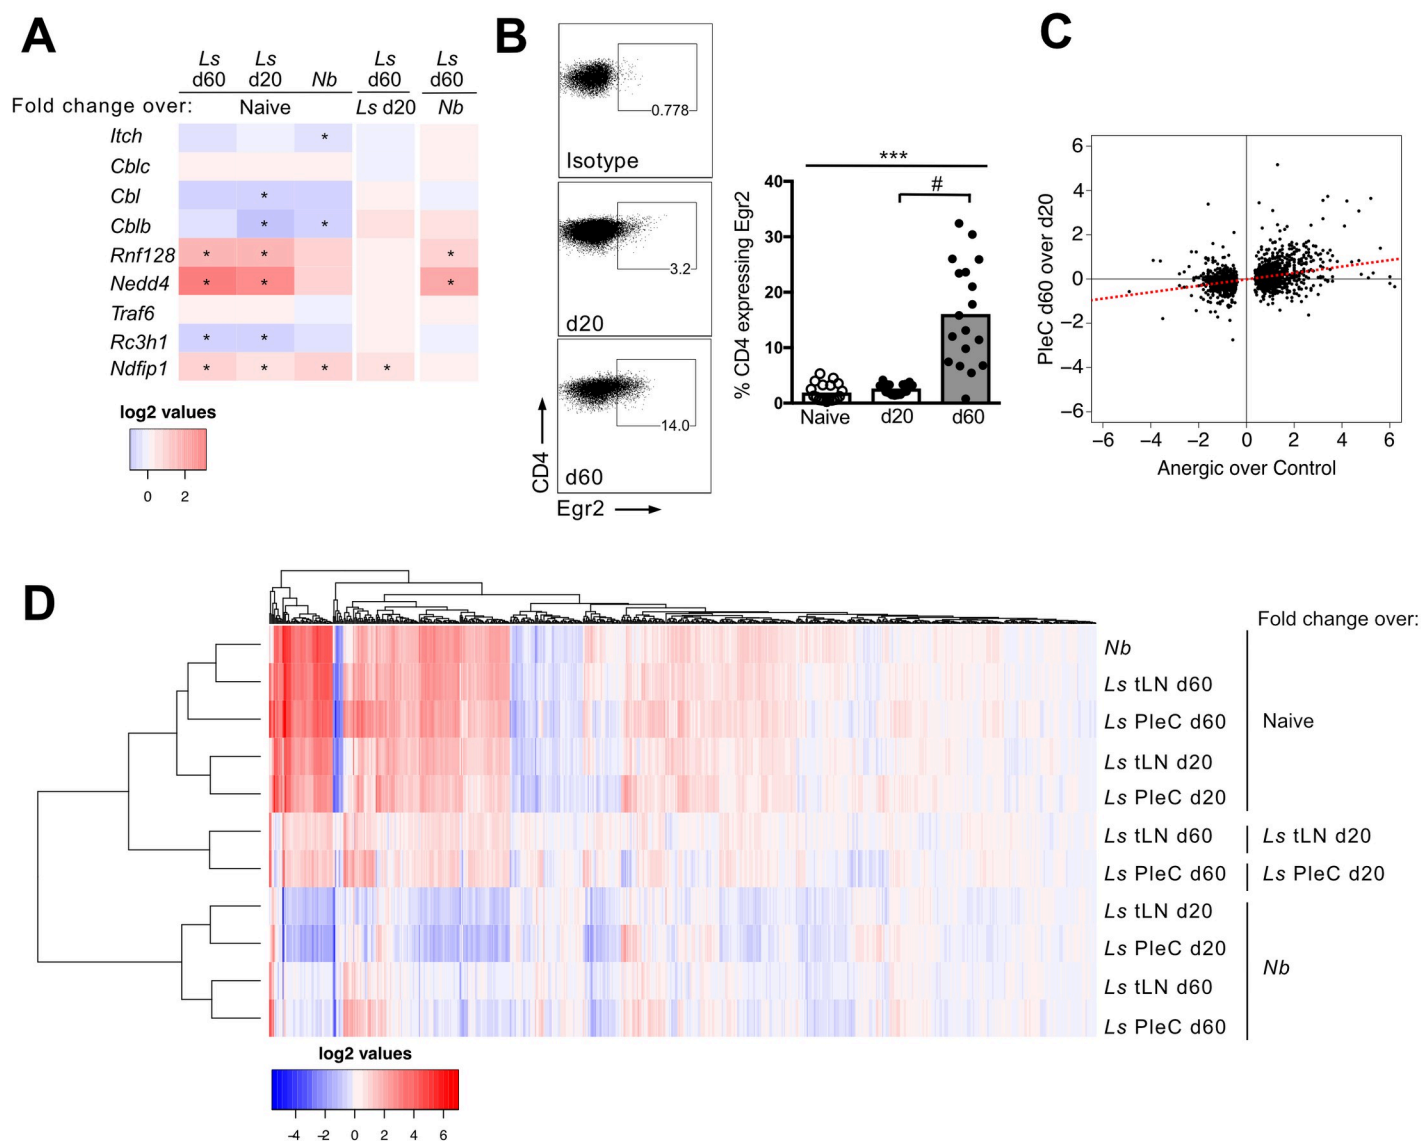 A
Ls d60
Ls d20
Nb
Ls d60
Ls d60
Fold change over:
Naive
Ls d20
Nb
Itch
*
Cblc
Cbl
*
Cblb
* *
Rnf128
* * *
Nedd4
* * *
Traf6
Rc3h1
* *
Ndfip1
* * * *
log2 values
0 2
B
0.778
Isotype
3.2
d20
14.0
d60
CD4
Egr2
***
#
% CD4 expressing Egr2
40
30
20
10
0
Naive d20 d60
C
PleC d60 over d20
6
4
2
0
−2
−4
−6
−6 −4 −2 0 2 4 6
Anergic over Control
D
Fold change over:
Nb
Ls tLN d60
Ls PleC d60
Naive
Ls tLN d20
Ls PleC d20
Ls tLN d60
Ls tLN d20
Ls PleC d60
Ls PleC d20
Ls tLN d20
Ls PleC d20
Nb
Ls tLN d60
Ls PleC d60
log2 values
-4 -2 0 2 4 6